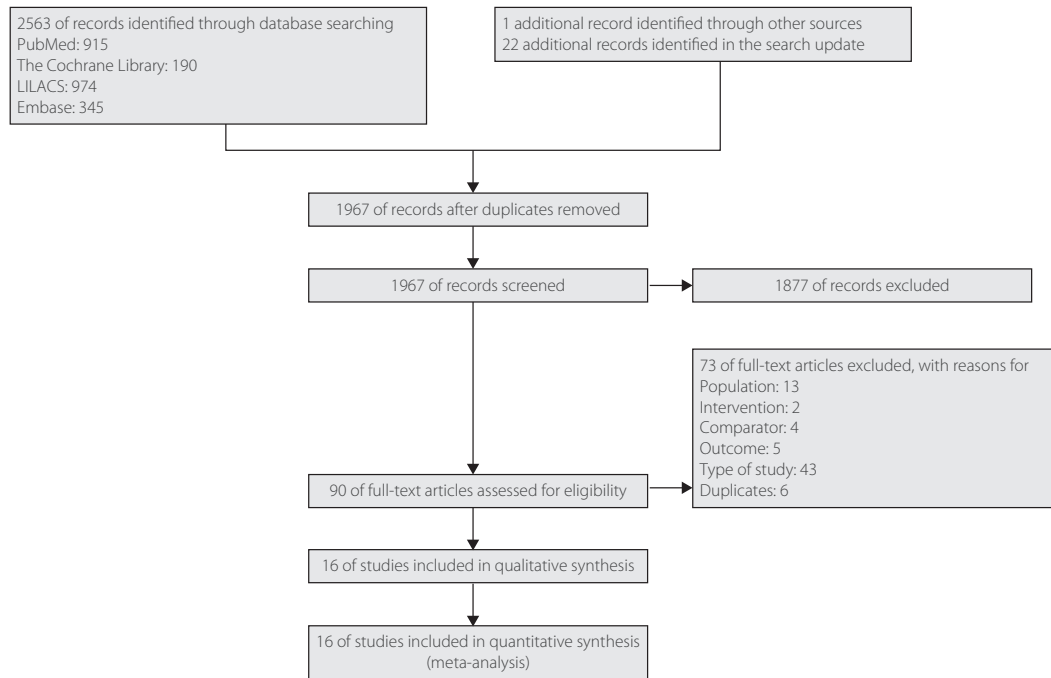 2563 of records identified through database searching
PubMed: 915
The Cochrane Library: 190
LILACS: 974
Embase: 345
1 additional record identified through other sources
22 additional records identified in the search update
1967 of records after duplicates removed
1967 of records screened
1877 of records excluded
73 of full-text articles excluded, with reasons for
Population: 13
Intervention: 2
Comparator: 4
Outcome: 5
Type of study: 43
Duplicates: 6
90 of full-text articles assessed for eligibility
16 of studies included in qualitative synthesis
16 of studies included in quantitative synthesis
(meta-analysis)